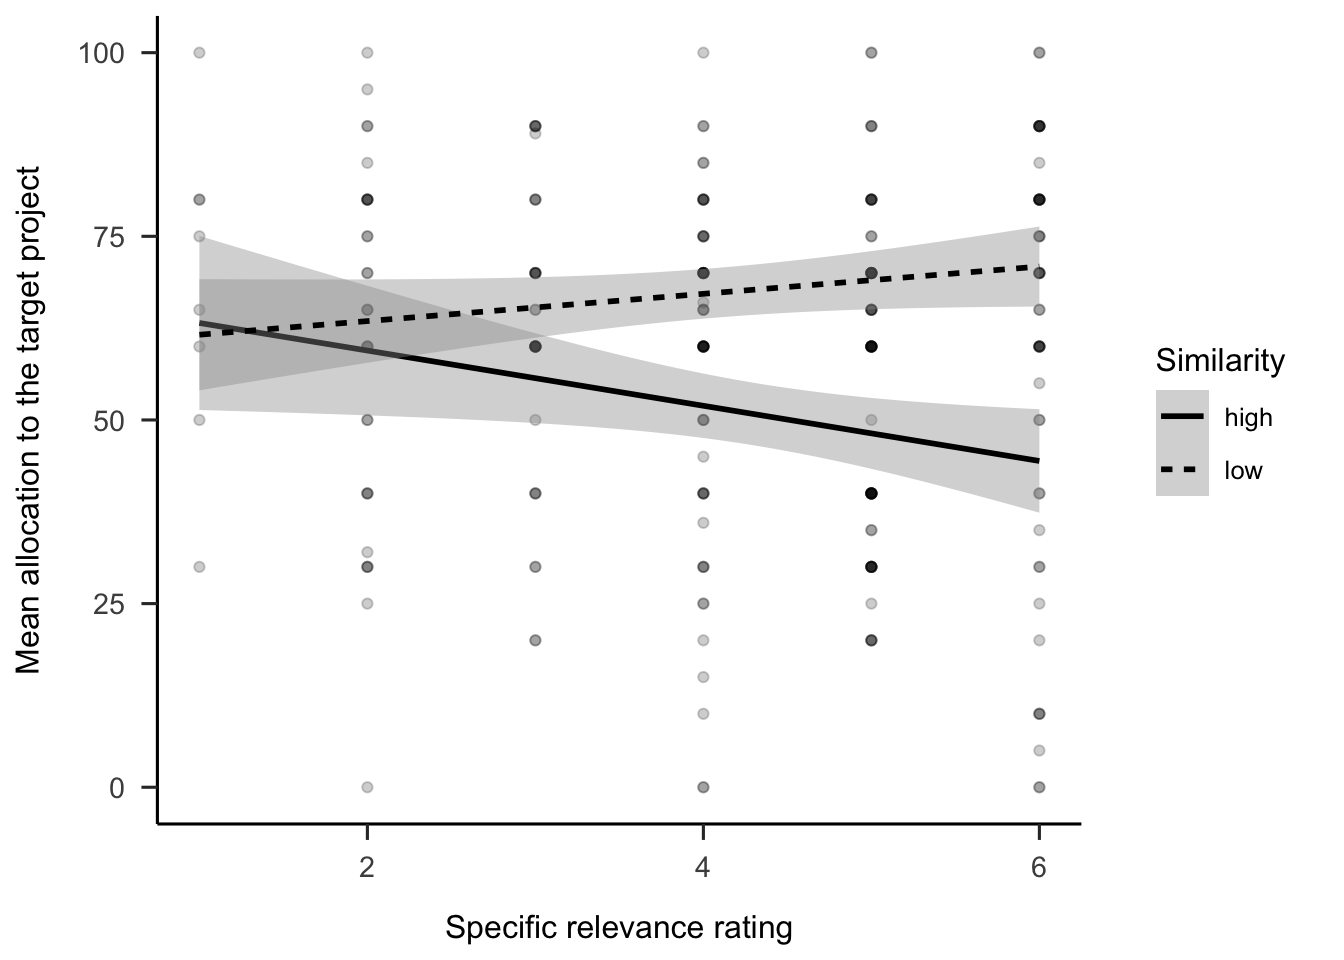 Mean allocation to the target project
100
75
50
25
0
2 4 6
Specific relevance rating
Similarity
high
low